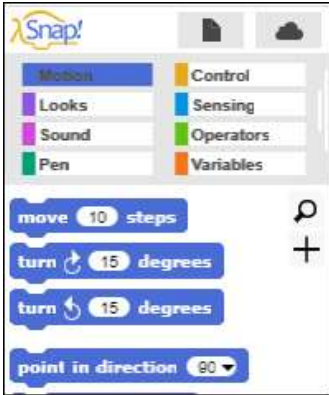 λSnap!
Motion Control
Looks Sensing
Sound Operators
Pen Variables
move 10 steps
turn 15 degrees
turn 15 degrees
point in direction 90